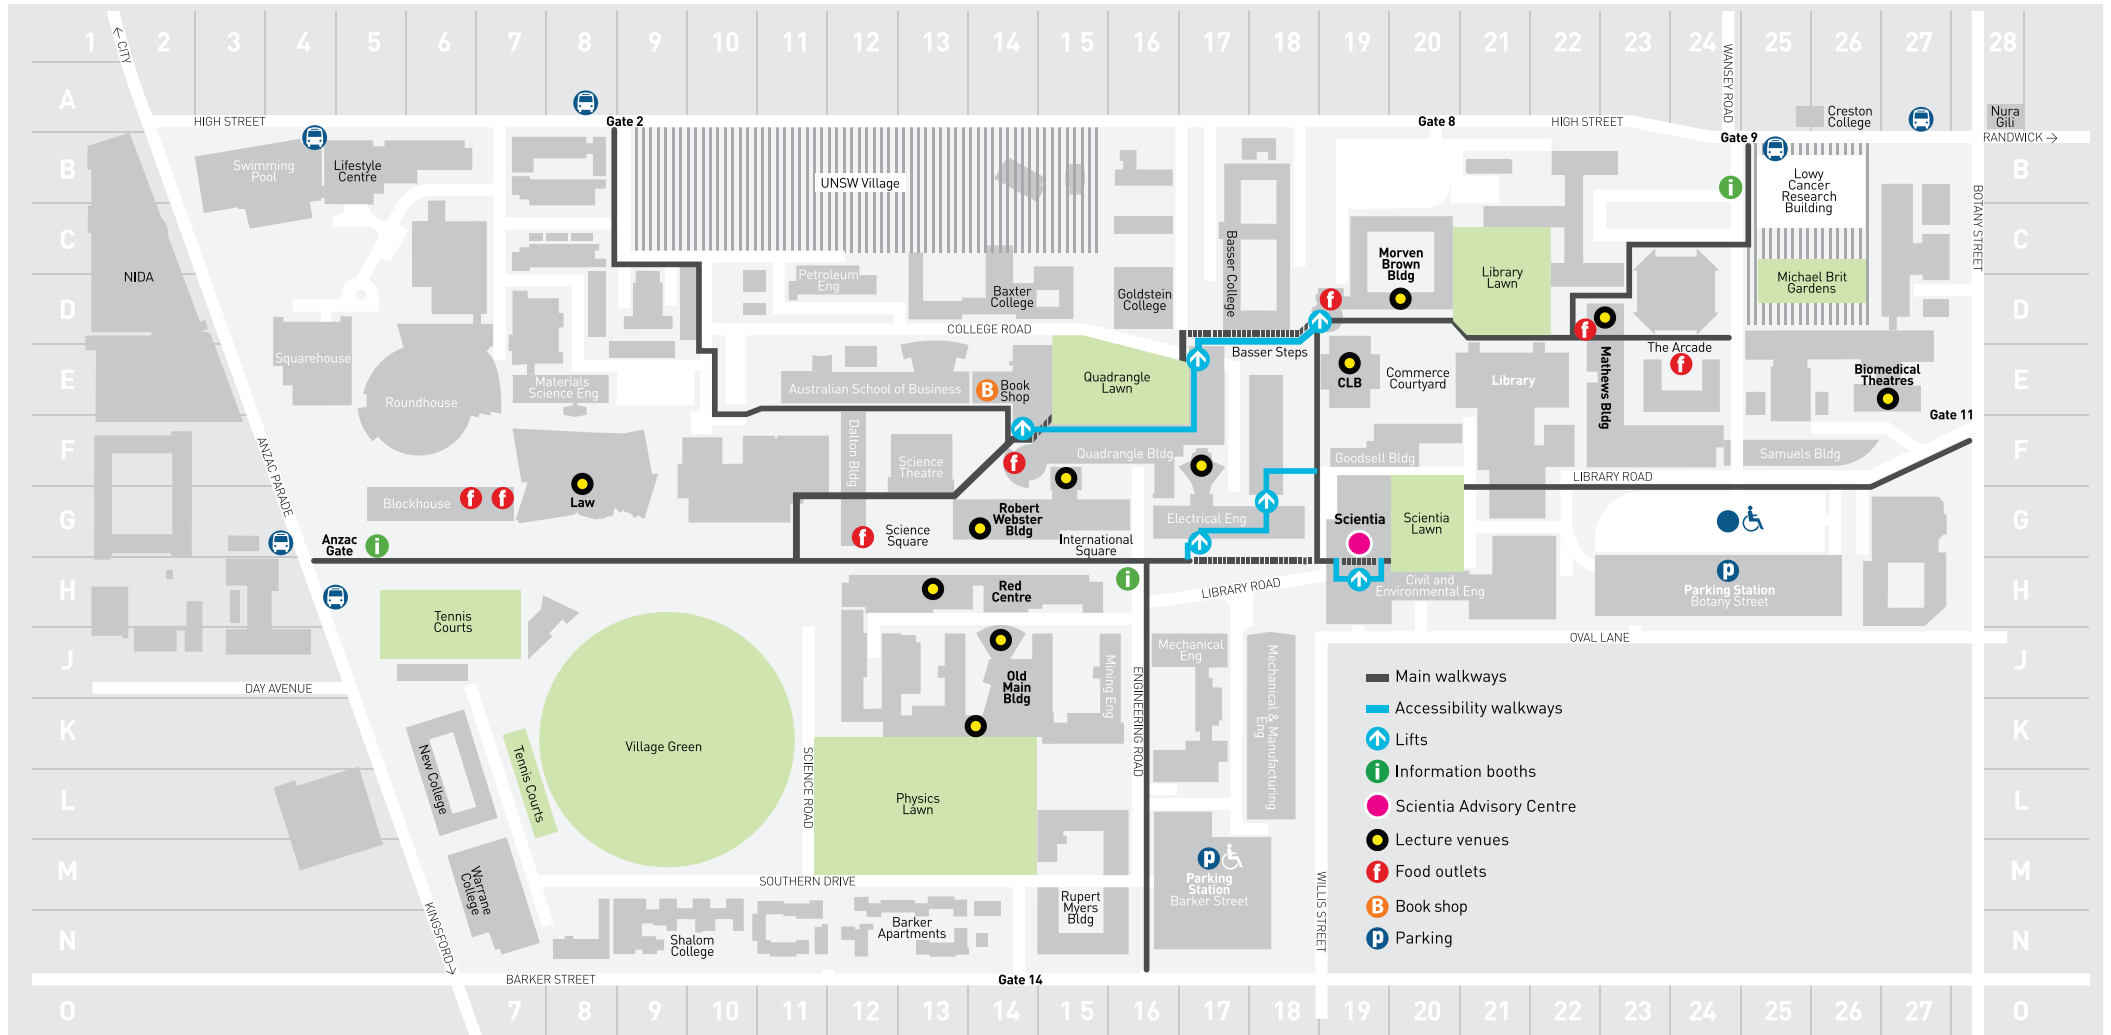 1 2 3 4 5 6 7 8 9 10 11 12 13 14 1 5 16 17 18 19 20 21 22 23 24 25 26 27 28
← CITY
WANSEY ROAD
A
HIGH STREET
Gate 2
Gate 8
HIGH STREET
Gate 9
Creston
College
Nura
Gili
RANDWICK →
B
Swimming
Pool
Lifestyle
Centre
UNSW Village
i
Lowy
Cancer
Research
Building
B
BOTANY STREET
C
NIDA
Petroleum
Eng
Baxter
College
Goldstein
College
Basser College
Morven
Brown
Bldg
Library
Lawn
Michael Brit
Gardens
C
D
f
f
D
COLLEGE ROAD
Basser Steps
Squarehouse
Roundhouse
Materials
Science Eng
Australian School of Business
B
Book
Shop
Quadrangle
Lawn
CLB
Commerce
Courtyard
Library
Mathews Bldg
The Arcade
f
Biomedical
Theatres
Gate 11
E
E
F
ANZAC PARADE
Dalton Bldg
Science
Theatre
f
Quadrangle Bldg
Goodsell Bldg
Samuels Bldg
LIBRARY ROAD
F
Blockhouse
f
f
Law
G
Anzac
Gate
i
f
Science
Square
Robert
Webster
Bldg
International
Square
Electrical Eng
Scientia
Scientia
Lawn
G
H
Tennis
Courts
Red
Centre
i
LIBRARY ROAD
Civil and
Environmental Eng
P
Parking Station
Botany Street
H
OVAL LANE
J
DAY AVENUE
Old
Main
Bldg
Mining Eng
ENGINEERING ROAD
Mechanical
Eng
Mechanical & Manufacturing
Eng
J
K
New College
Tennis Courts
Village Green
SCIENCE ROAD
K
L
Physics
Lawn
L
M
Warrane
College
SOUTHERN DRIVE
P
Parking
Station
Barker Street
WILLIS STREET
M
N
KINGSFORD →
Shalom
College
Barker
Apartments
Rupert
Myers
Bldg
N
BARKER STREET
Gate 14
Main walkways
Accessibility walkways
Lifts
i Information booths
Scientia Advisory Centre
Lecture venues
f Food outlets
B Book shop
P Parking
O 7 8 9 10 11 12 13 14 1 5 16 17 18 19 20 21 22 23 24 25 26 27 O